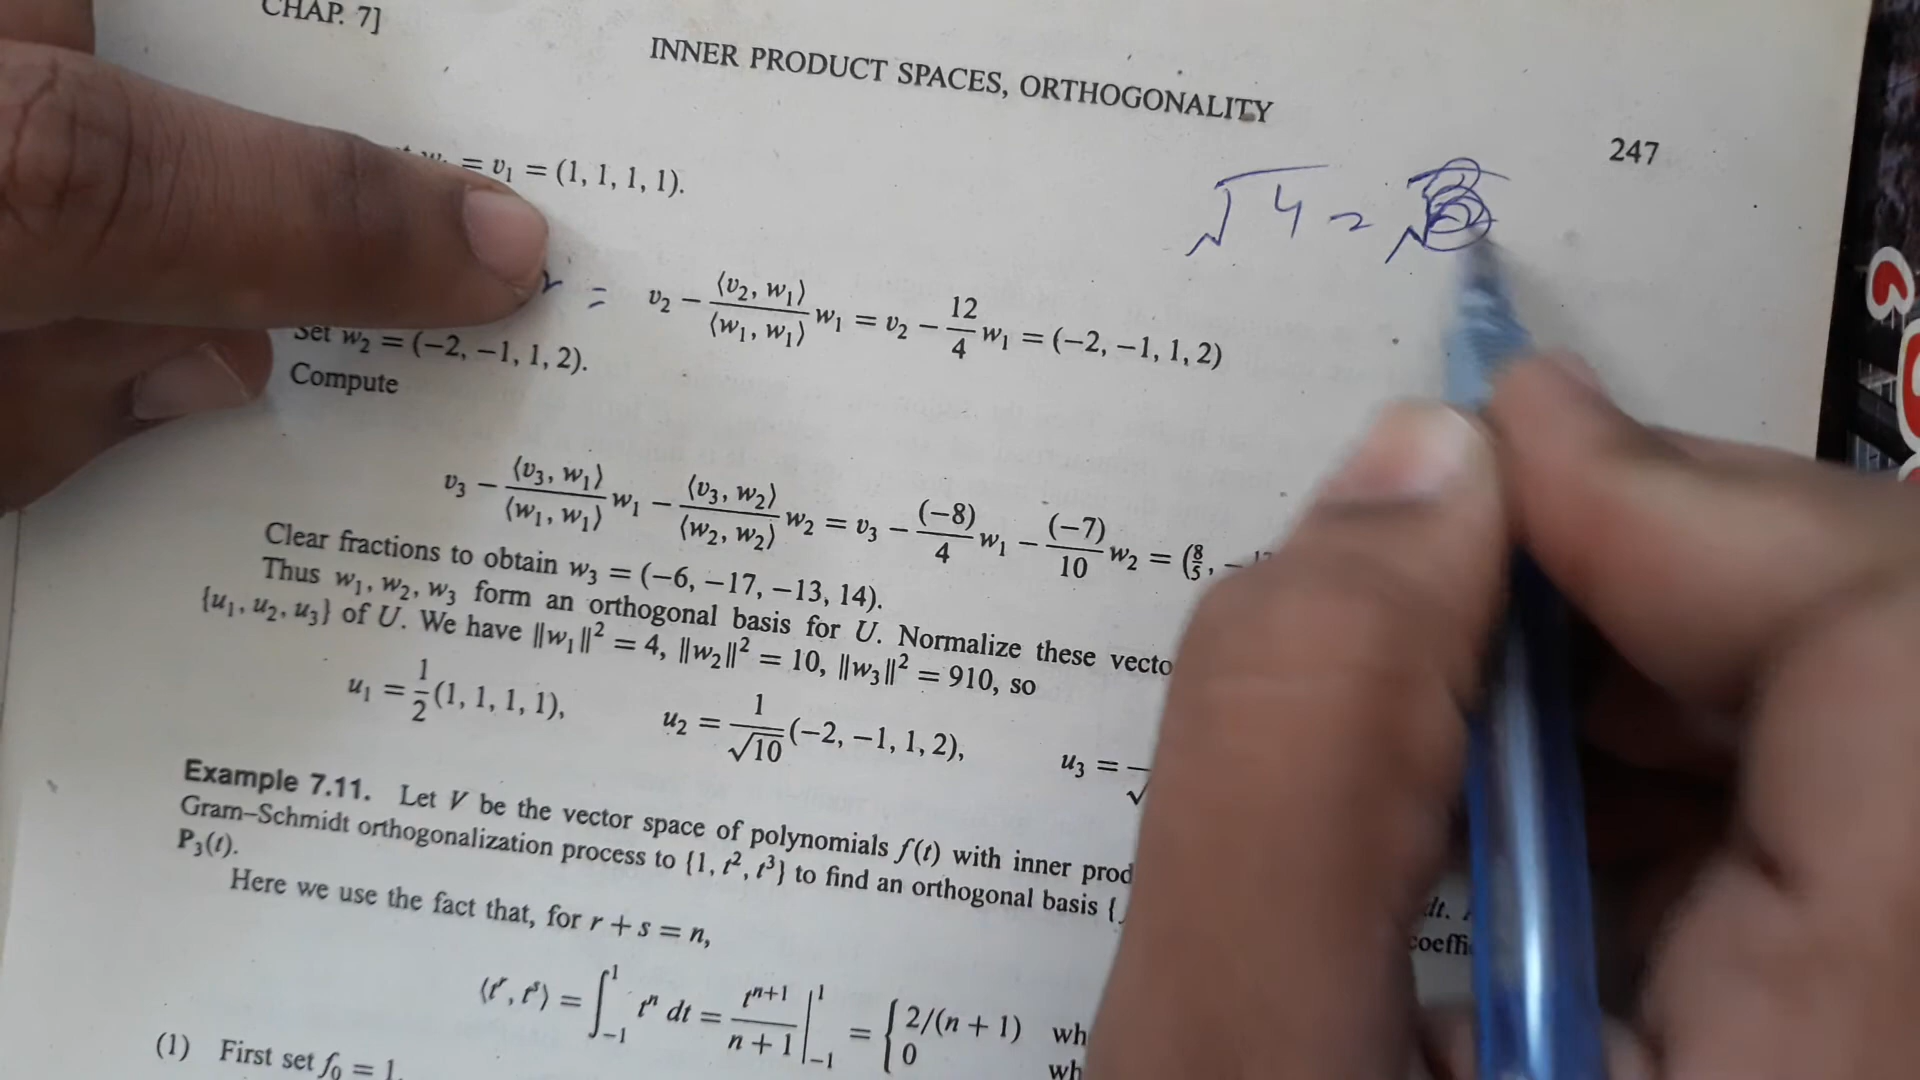 CHAP. 7]
INNER PRODUCT SPACES, ORTHOGONALITY
247
= v₁ = (1, 1, 1, 1).
√4 =
= v₂ − ⟨v₂, w₁⟩/⟨w₁, w₁⟩ w₁ = v₂ − 12/4 w₁ = (−2, −1, 1, 2)
Set w₂ = (−2, −1, 1, 2).
Compute
v₃ − ⟨v₃, w₁⟩/⟨w₁, w₁⟩ w₁ − ⟨v₃, w₂⟩/⟨w₂, w₂⟩ w₂ = v₃ − (−8)/4 w₁ − (−7)/10 w₂ = (8/5, −
Clear fractions to obtain w₃ = (−6, −17, −13, 14).
Thus w₁, w₂, w₃ form an orthogonal basis for U. Normalize these
{u₁, u₂, u₃} of U. We have ‖w₁‖² = 4, ‖w₂‖² = 10, ‖w₃‖² = 910, so
u₁ = 1/2 (1, 1, 1, 1), u₂ = 1/√10 (−2, −1, 1, 2), u₃ =
Example 7.11. Let V be the vector space of polynomials f(t) with inner
Gram–Schmidt orthogonalization process to {1, t², t³} to find an orthogonal basis {
P₃(t).
Here we use the fact that, for r + s = n,
⟨tʳ, tˢ⟩ = ∫₋₁¹ tⁿ dt = tⁿ⁺¹/(n + 1) |₋₁¹ = { 2/(n + 1)
0
(1) First set f₀ = 1.